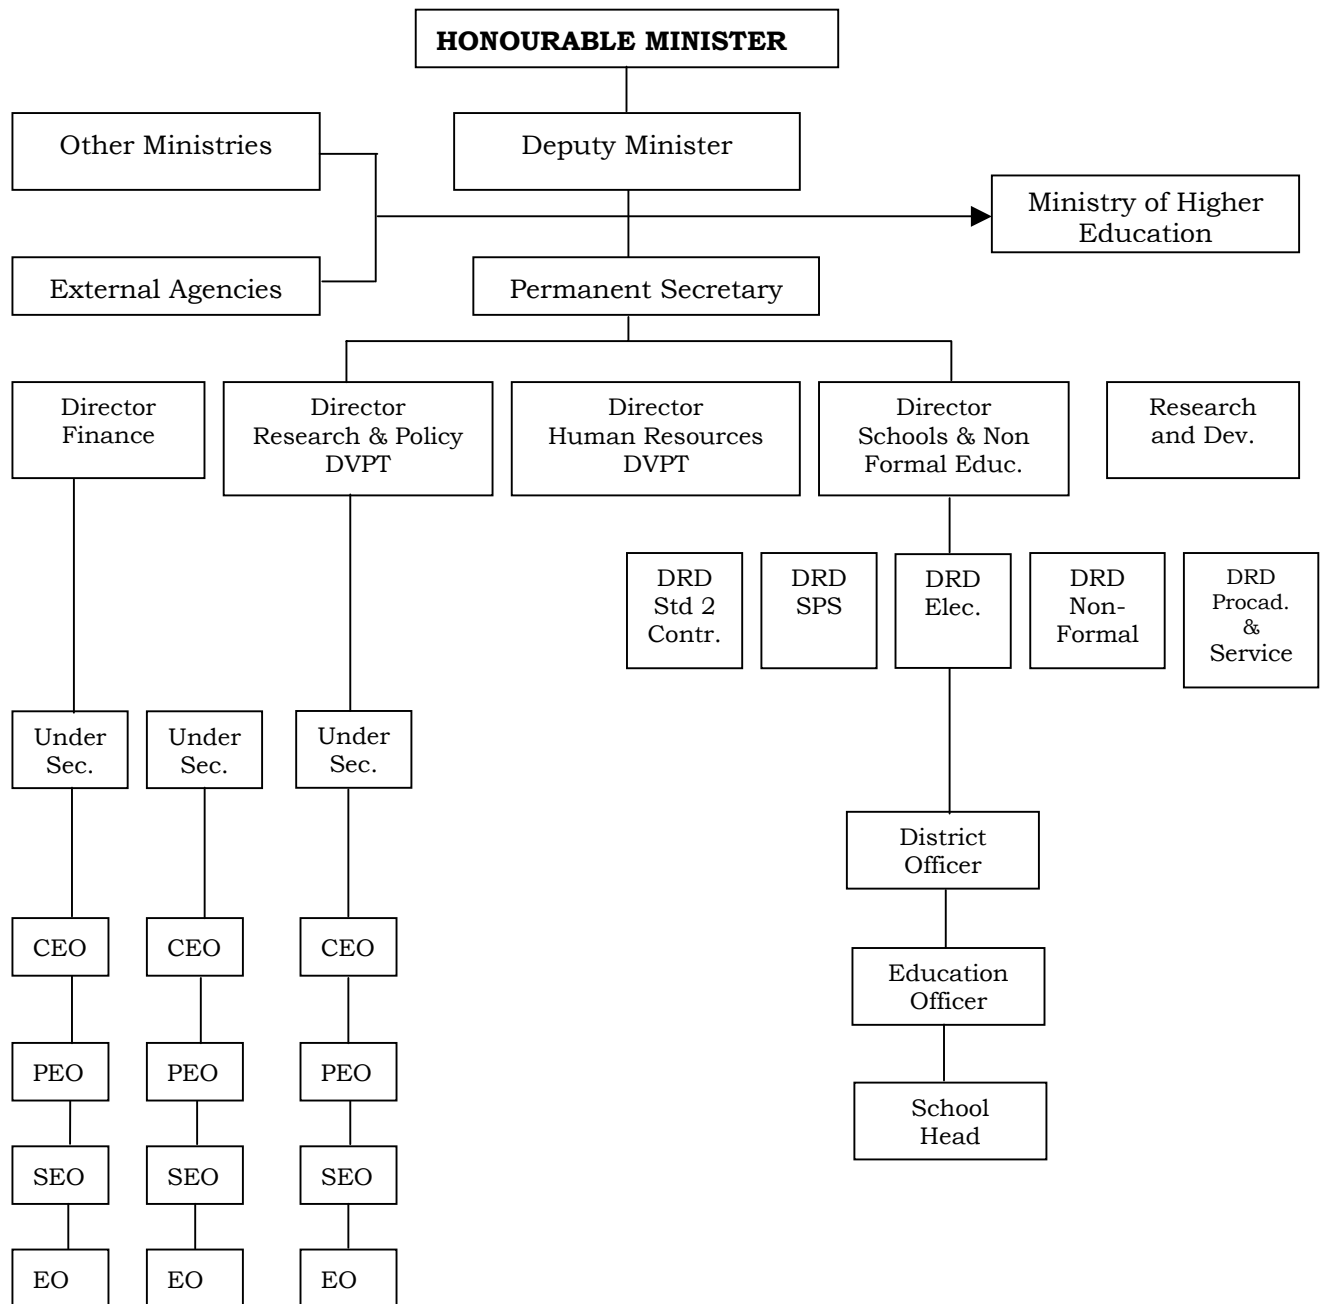 HONOURABLE MINISTER
Other Ministries
Deputy Minister
Ministry of Higher
Education
External Agencies
Permanent Secretary
Director
Finance
Director
Research & Policy
DVPT
Director
Human Resources
DVPT
Director
Schools & Non
Formal Educ.
Research
and Dev.
DRD
Std 2
Contr.
DRD
SPS
DRD
Elec.
DRD
Non-
Formal
DRD
Procad.
&
Service
Under
Sec.
Under
Sec.
Under
Sec.
District
Officer
CEO
CEO
CEO
Education
Officer
PEO
PEO
PEO
School
Head
SEO
SEO
SEO
EO
EO
EO